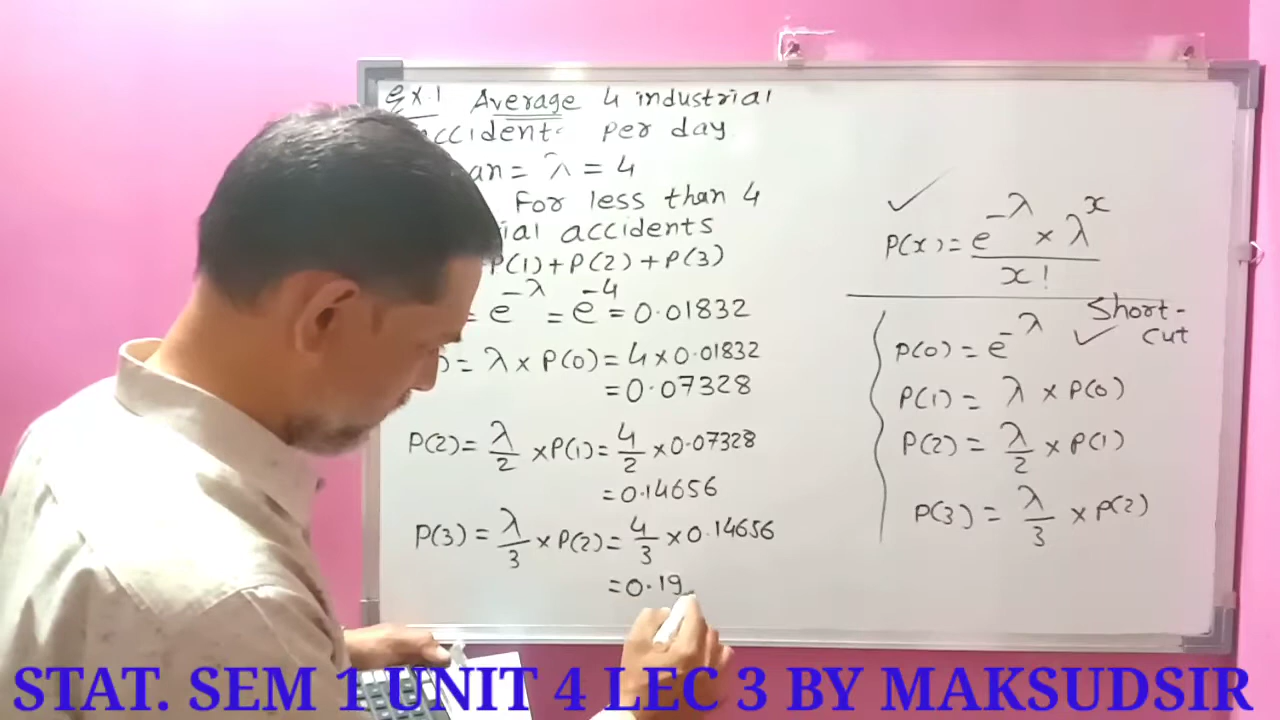 Ex.1 Average 4 industrial
accidents per day
an = λ = 4
For less than 4
ial accidents
P(1)+P(2)+P(3)
= e^-λ = e^-4 = 0.01832
) = λ × P(0) = 4 × 0.01832
= 0.07328
P(2) = λ/2 × P(1) = 4/2 × 0.07328
= 0.14656
P(3) = λ/3 × P(2) = 4/3 × 0.14656
= 0.19
✓
P(x) = e^-λ × λ^x / x!
Short-
cut
P(0) = e^-λ ✓
P(1) = λ × P(0)
P(2) = λ/2 × P(1)
P(3) = λ/3 × P(2)
STAT. SEM 1 UNIT 4 LEC 3 BY MAKSUDSIR